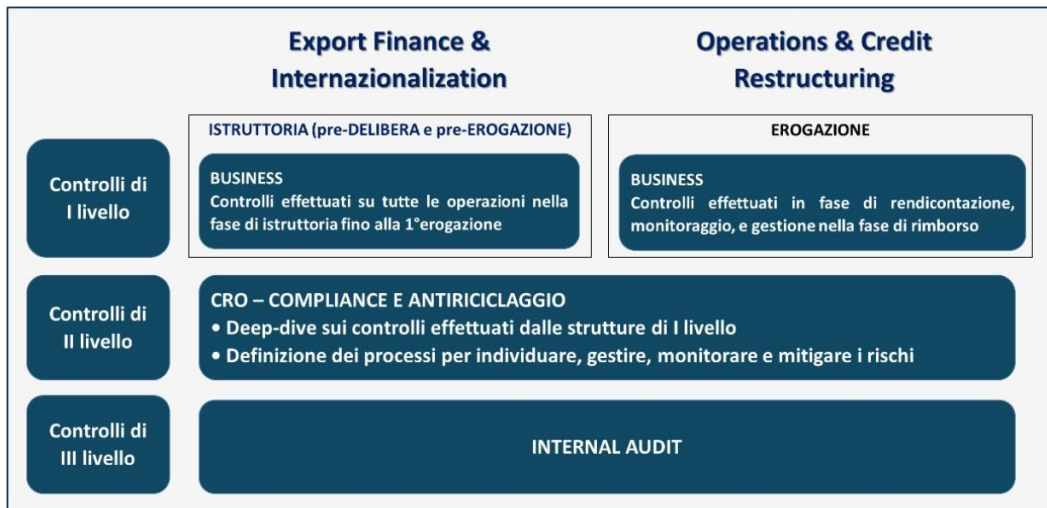 Export Finance &
Internazionalization
Operations & Credit
Restructuring
ISTRUTTORIA (pre-DELIBERA e pre-EROGAZIONE)
EROGAZIONE
Controlli di
I livello
BUSINESS
Controlli effettuati su tutte le operazioni nella
fase di istruttoria fino alla 1°erogazione
BUSINESS
Controlli effettuati in fase di rendicontazione,
monitoraggio, e gestione nella fase di rimborso
Controlli di
II livello
CRO – COMPLIANCE E ANTIRICICLAGGIO
• Deep-dive sui controlli effettuati dalle strutture di I livello
• Definizione dei processi per individuare, gestire, monitorare e mitigare i rischi
Controlli di
III livello
INTERNAL AUDIT